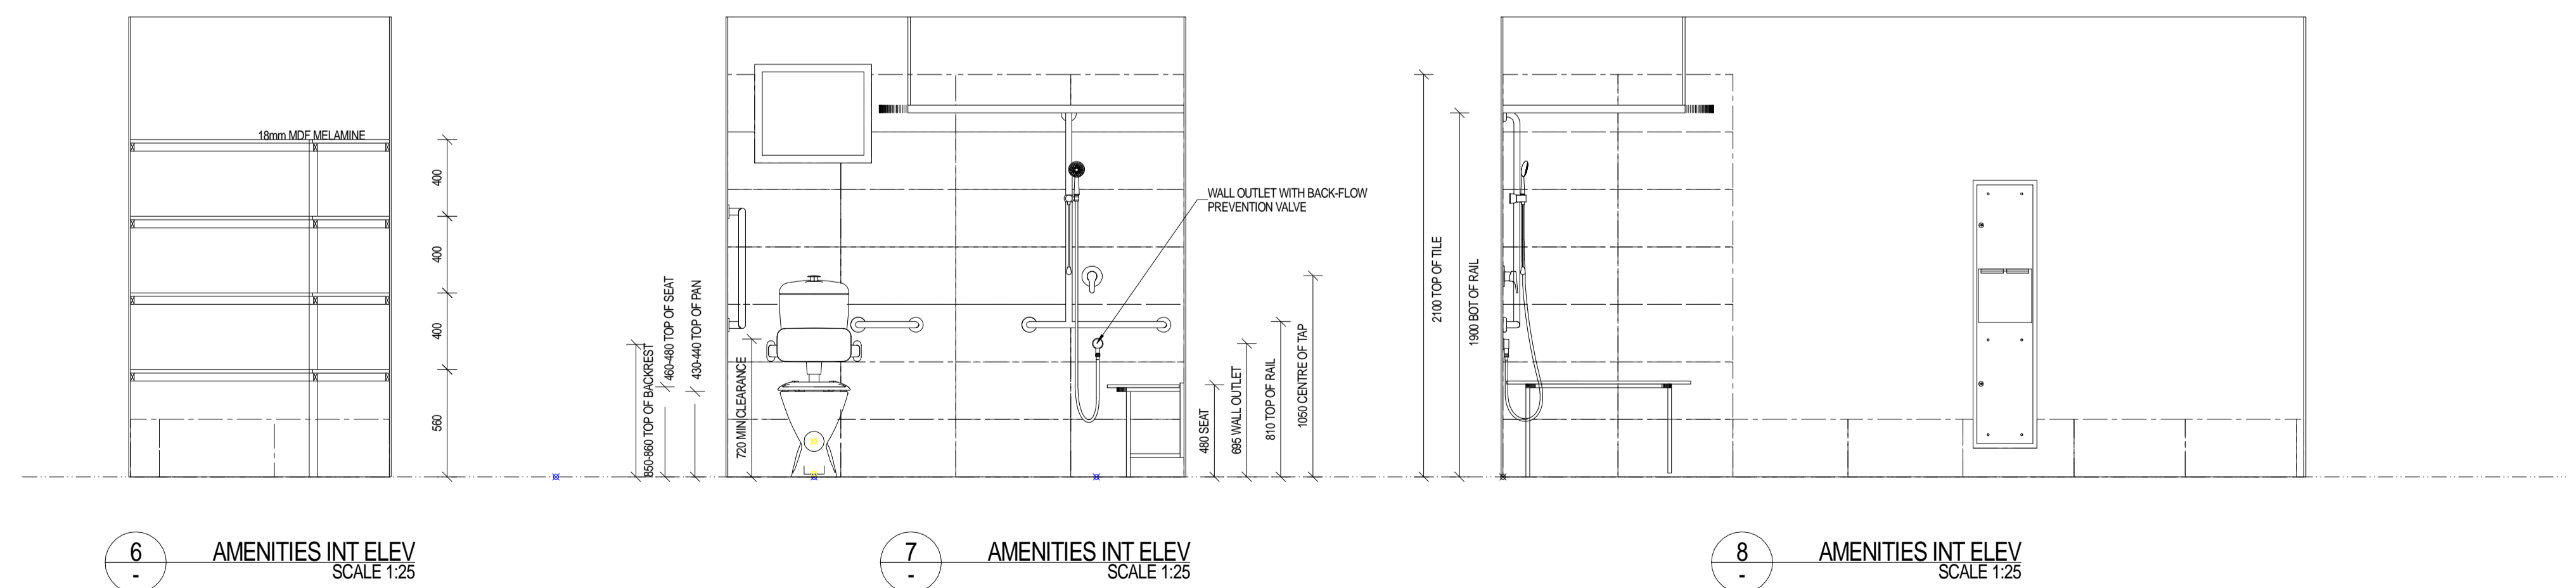 18mm MDF MELAMINE
400
400
400
560
850-860 TOP OF BACKREST
460-480 TOP OF SEAT
430-440 TOP OF PAN
720 MIN CLEARANCE
WALL OUTLET WITH BACK-FLOW
PREVENTION VALVE
480 SEAT
695 WALL OUTLET
810 TOP OF RAIL
1050 CENTRE OF TAP
2100 TOP OF TILE
1900 BOT OF RAIL
6
-
AMENITIES INT ELEV
SCALE 1:25
7
-
AMENITIES INT ELEV
SCALE 1:25
8
-
AMENITIES INT ELEV
SCALE 1:25